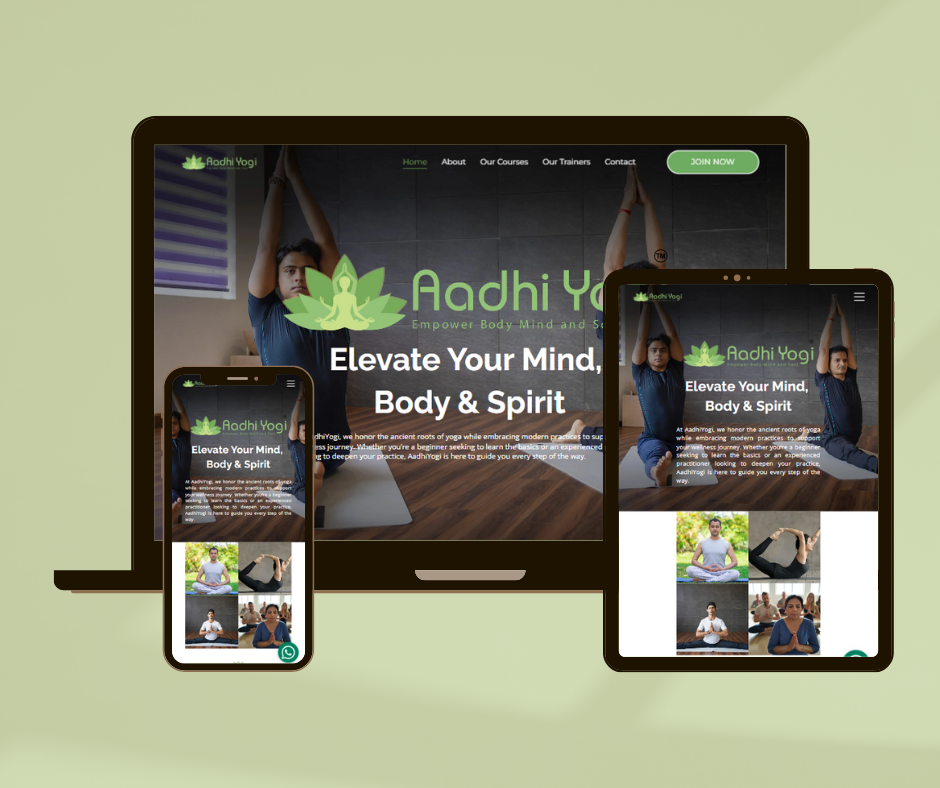 Aadhi Yogi
Home About Our Courses Our Trainers Contact JOIN NOW
TM
Aadhi Yo
Empower Body Mind and So
Elevate Your Mind,
Body & Spirit
dhiYogi, we honor the ancient roots of yoga while embracing modern practices to sup
ess journey. Whether you're a beginner seeking to learn the basics or an experienced
ng to deepen your practice, AadhiYogi is here to guide you every step of the way.
Aadhi Yogi
Aadhi Yogi
Empower Body Mind and Soul
Elevate Your Mind,
Body & Spirit
At AadhiYogi, we honor the ancient roots of yoga
while embracing modern practices to support
your wellness journey. Whether you're a beginner
seeking to learn the basics or an experienced
practitioner looking to deepen your practice,
AadhiYogi is here to guide you every step of the
way.
Aadhi Yogi
Elevate Your Mind,
Body & Spirit
At AadhiYogi, we honor the ancient roots of yoga
while embracing modern practices to support
your wellness journey. Whether you're a beginner
seeking to learn the basics or an experienced
practitioner looking to deepen your practice,
AadhiYogi is here to guide you every step of the
way.